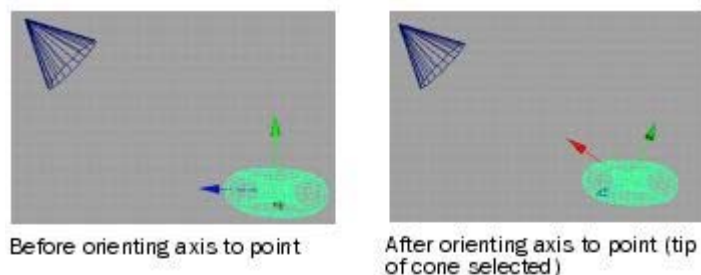 Before orienting axis to point
After orienting axis to point (tip
of cone selected)